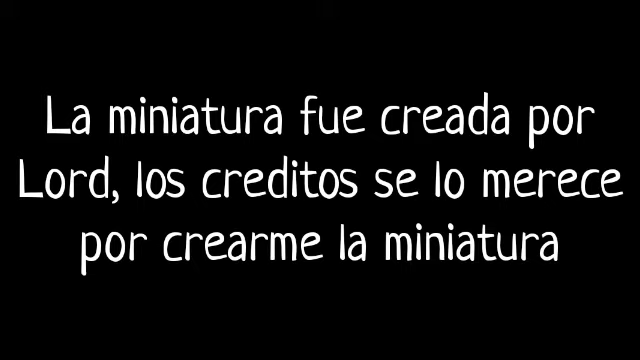 La miniatura fue creada por
Lord, los creditos se lo merece
por crearme la miniatura